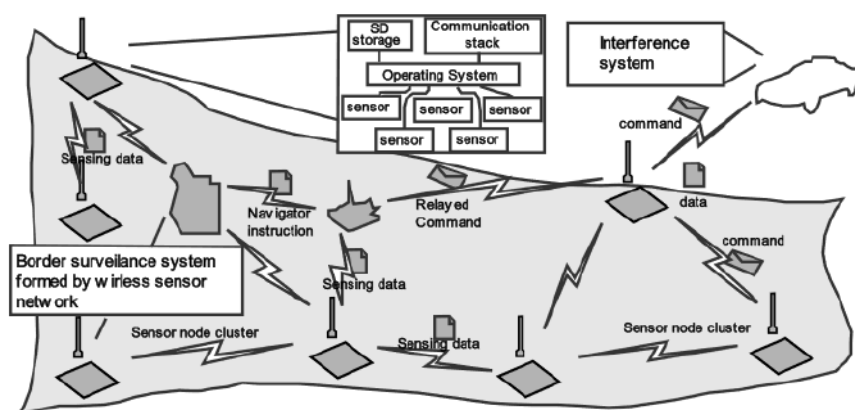 SD
storage
Communication
stack
Operating System
sensor
sensor
sensor
sensor
sensor
Interference
system
command
Sensing data
Navigator
instruction
Relayed
Command
data
command
Border surveilance system
formed by wirless sensor
network
Sensing data
Sensor node cluster
Sensing data
Sensor node cluster